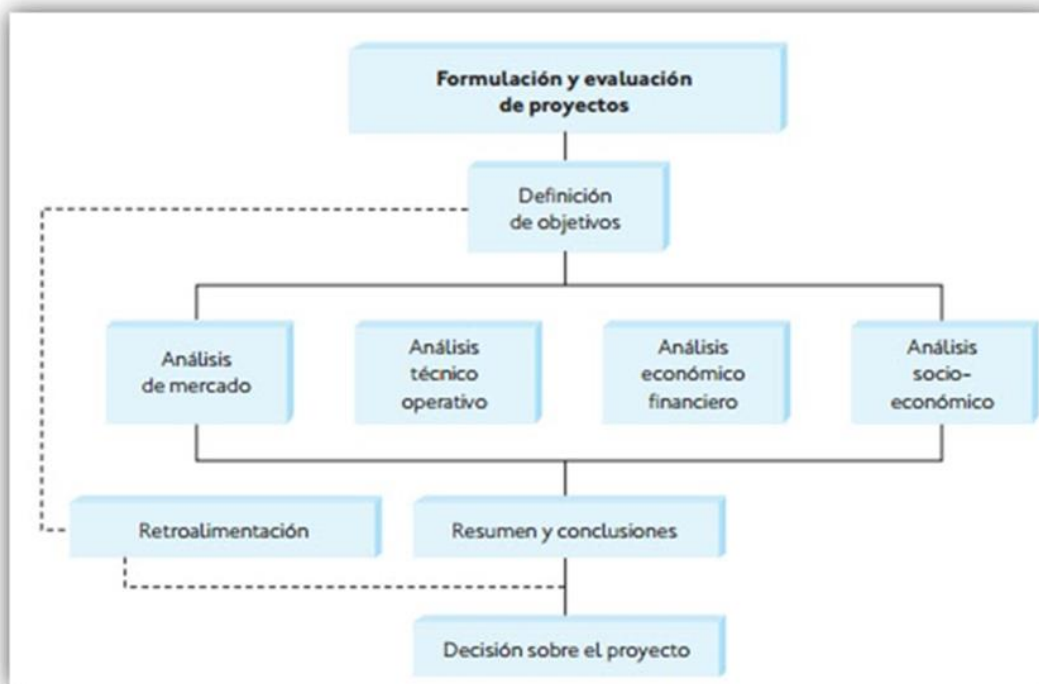 Formulación y evaluación
de proyectos
Definición
de objetivos
Análisis
de mercado
Análisis
técnico
operativo
Análisis
económico
financiero
Análisis
socio-
económico
Retroalimentación
Resumen y conclusiones
Decisión sobre el proyecto